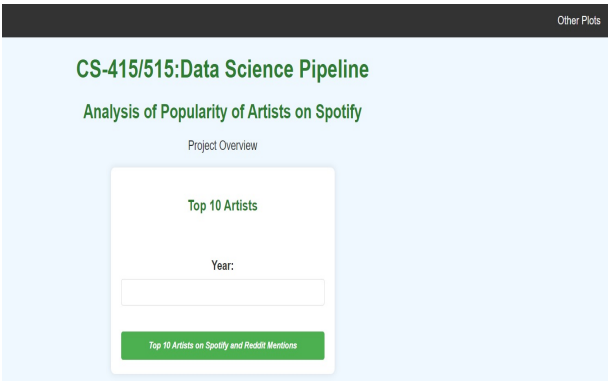 Other Plots
CS-415/515:Data Science Pipeline
Analysis of Popularity of Artists on Spotify
Project Overview
Top 10 Artists
Year:
Top 10 Artists on Spotify and Reddit Mentions